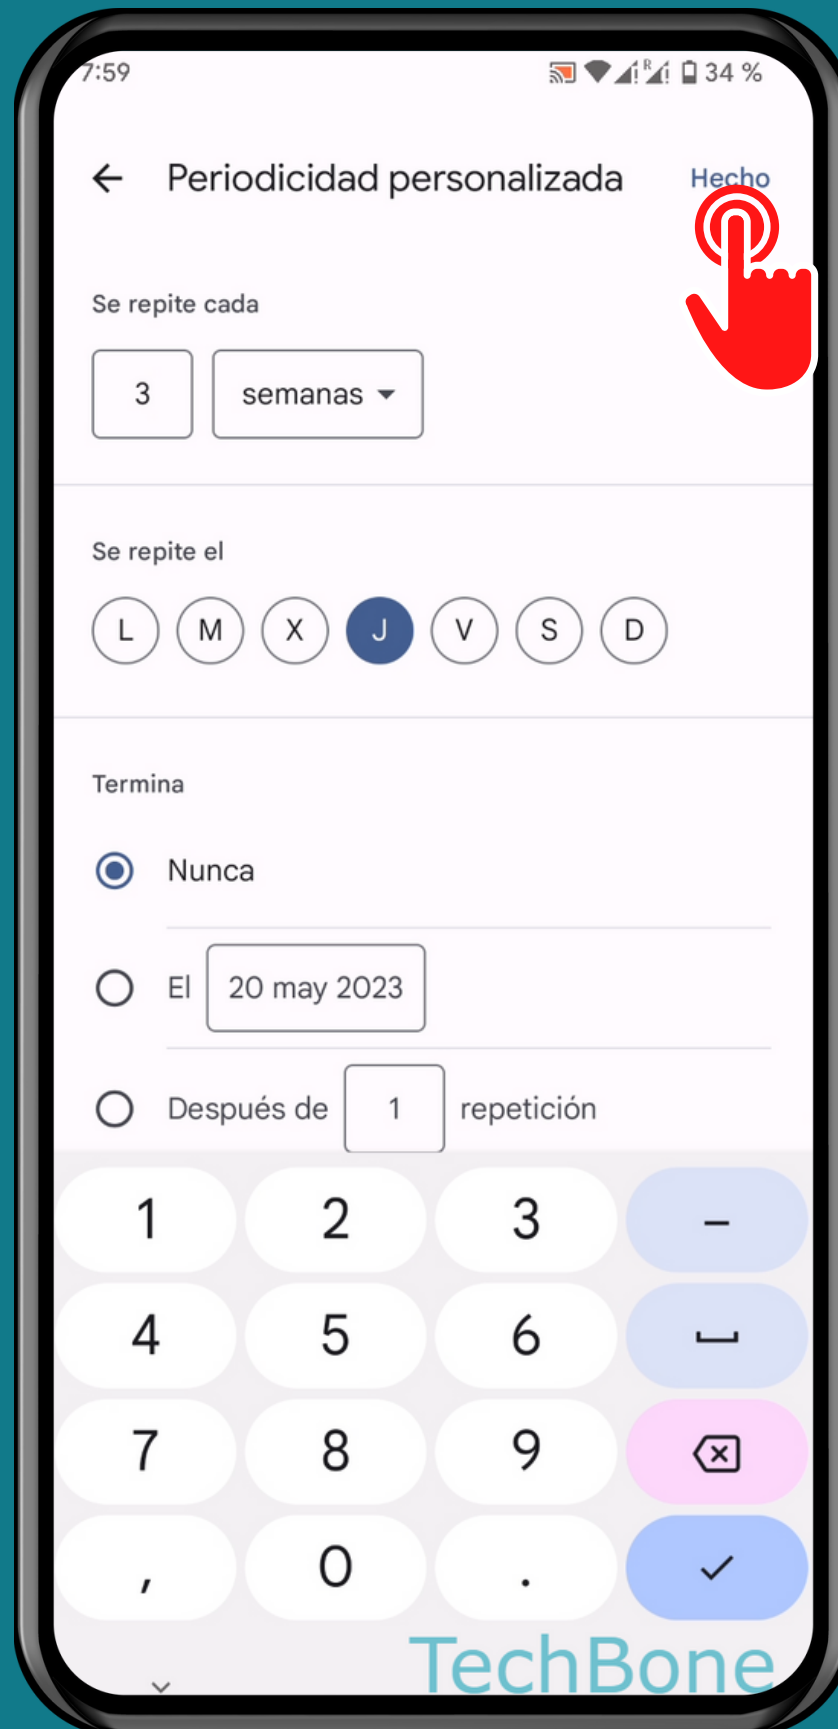 7:59 R 34 %
Periodicidad personalizada Hecho
Se repite cada
3 semanas
Se repite el
L M X J V S D
Termina
Nunca
El 20 may 2023
Después de 1 repetición
1 2 3 –
4 5 6
7 8 9
, 0 .
TechBone